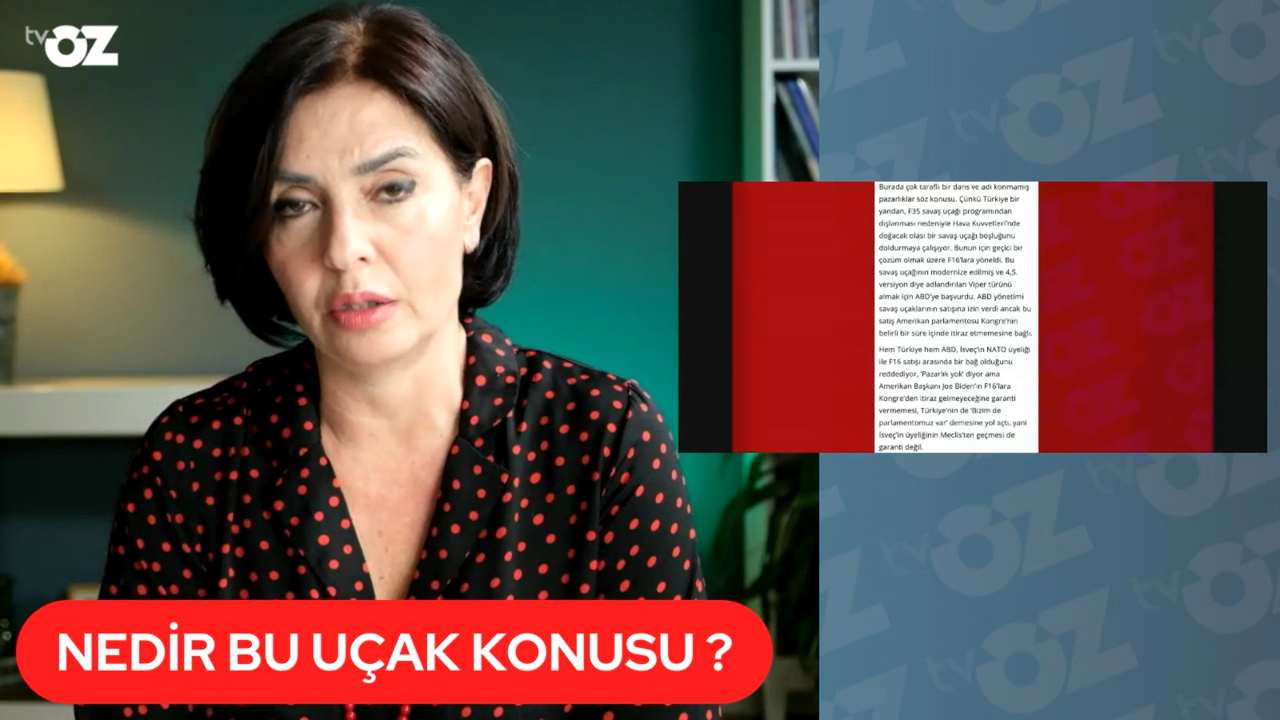 tvÖZ
Burada çok taraflı bir dans ve adı konmamış
pazarlıklar söz konusu. Çünkü Türkiye bir
yandan, F35 savaş uçağı programından
dışlanması nedeniyle Hava Kuvvetleri'nde
doğacak olası bir savaş uçağı boşluğunu
doldurmaya çalışıyor. Bunun için geçici bir
çözüm olmak üzere F16'lara yöneldi. Bu
savaş uçağının modernize edilmiş ve 4,5.
versiyon diye adlandırılan Viper türünü
almak için ABD'ye başvurdu. ABD yönetimi
savaş uçaklarının satışına izin verdi ancak bu
satış Amerikan parlamentosu Kongre'nin
belirli bir süre içinde itiraz etmemesine bağlı.
Hem Türkiye hem ABD, İsveç'in NATO üyeliği
ile F16 satışı arasında bir bağ olduğunu
reddediyor, 'Pazarlık yok' diyor ama
Amerikan Başkanı Joe Biden'ın F16'lara
Kongre'den itiraz gelmeyeceğine garanti
vermemesi, Türkiye'nin de 'Bizim de
parlamentomuz var' demesine yol açtı, yani
İsveç'in üyeliğinin Meclis'ten geçmesi de
garanti değil.
NEDİR BU UÇAK KONUSU ?